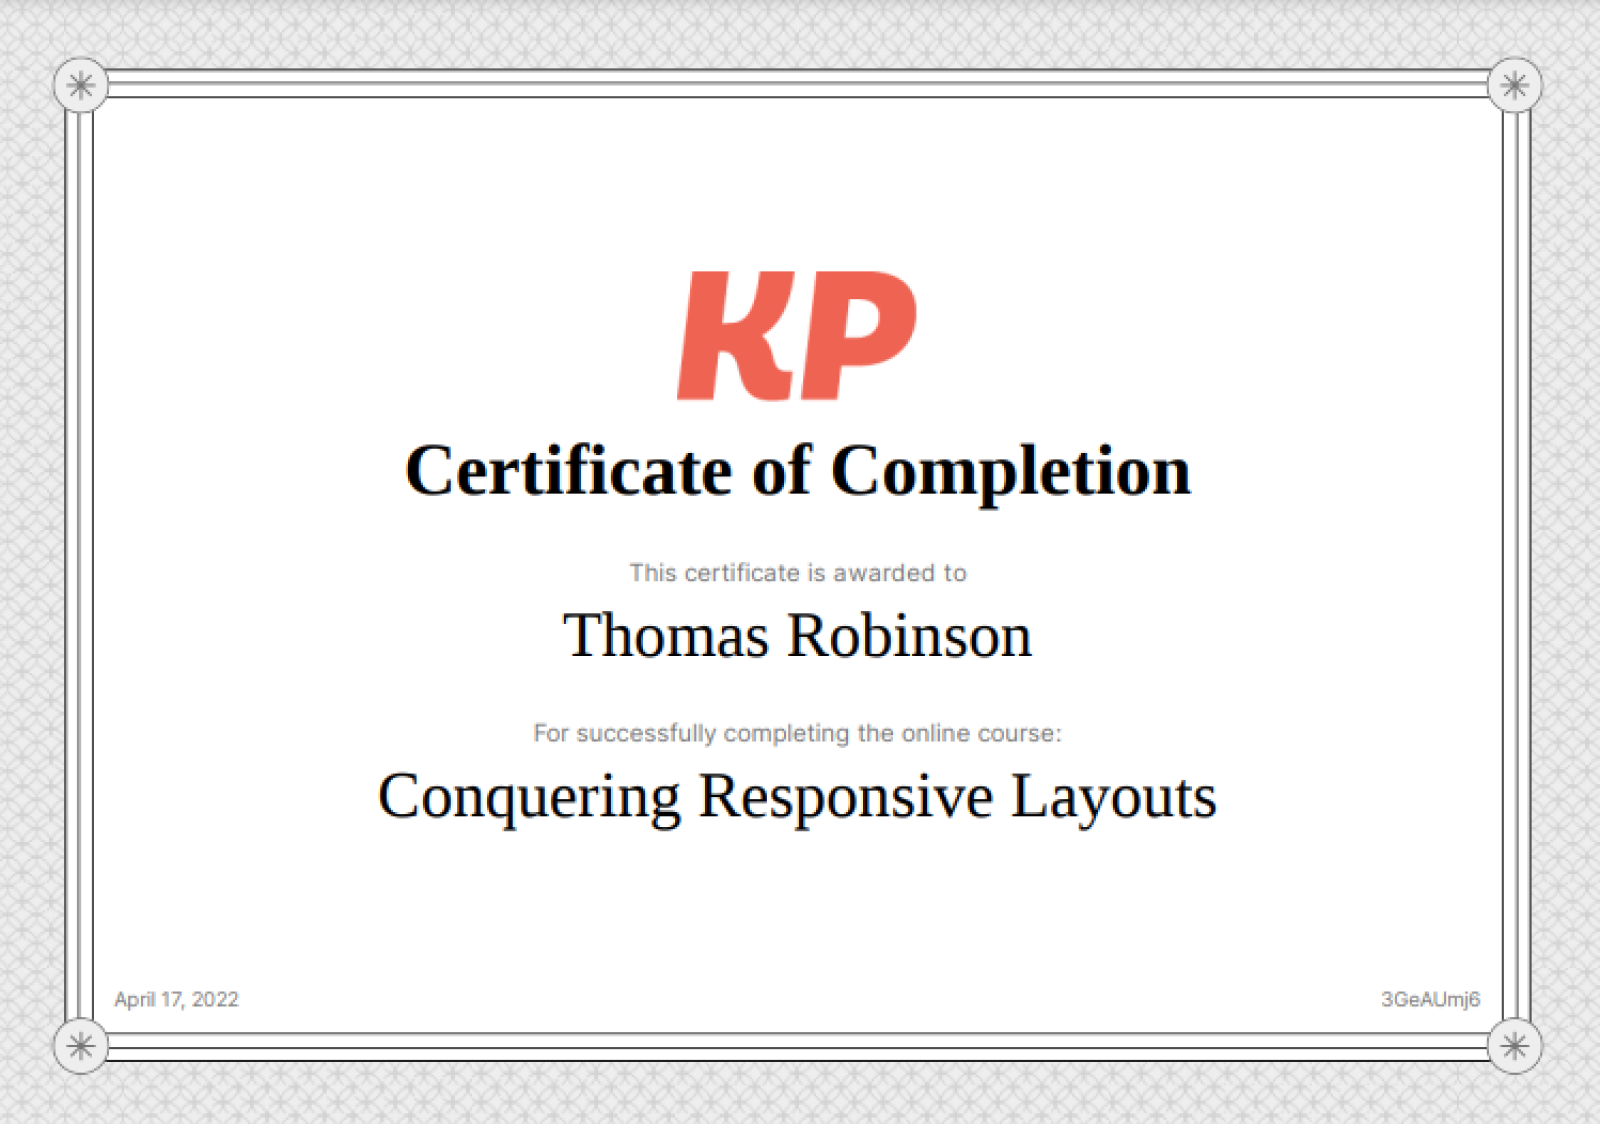 KP
Certificate of Completion
This certificate is awarded to
Thomas Robinson
For successfully completing the online course:
Conquering Responsive Layouts
April 17, 2022
3GeAUmj6